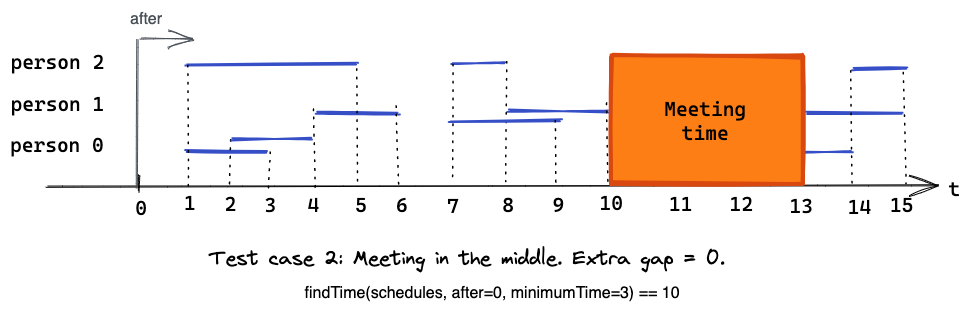 after
person 2
person 1
person 0
Meeting
time
t
0 1 2 3 4 5 6 7 8 9 10 11 12 13 14 15
Test case 2: Meeting in the middle. Extra gap = 0.
findTime(schedules, after=0, minimumTime=3) == 10